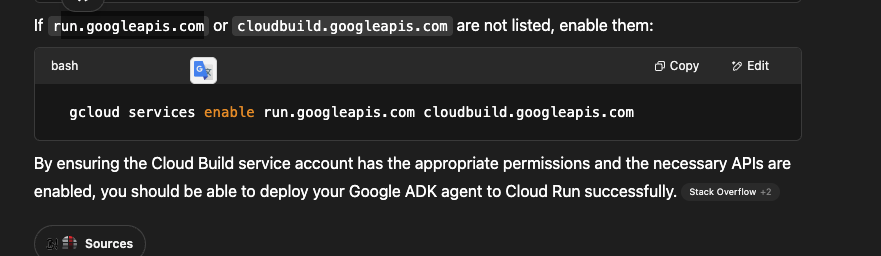 If run.googleapis.com or cloudbuild.googleapis.com are not listed, enable them:
bash Copy Edit
gcloud services enable run.googleapis.com cloudbuild.googleapis.com
By ensuring the Cloud Build service account has the appropriate permissions and the necessary APIs are
enabled, you should be able to deploy your Google ADK agent to Cloud Run successfully. Stack Overflow +2
Sources